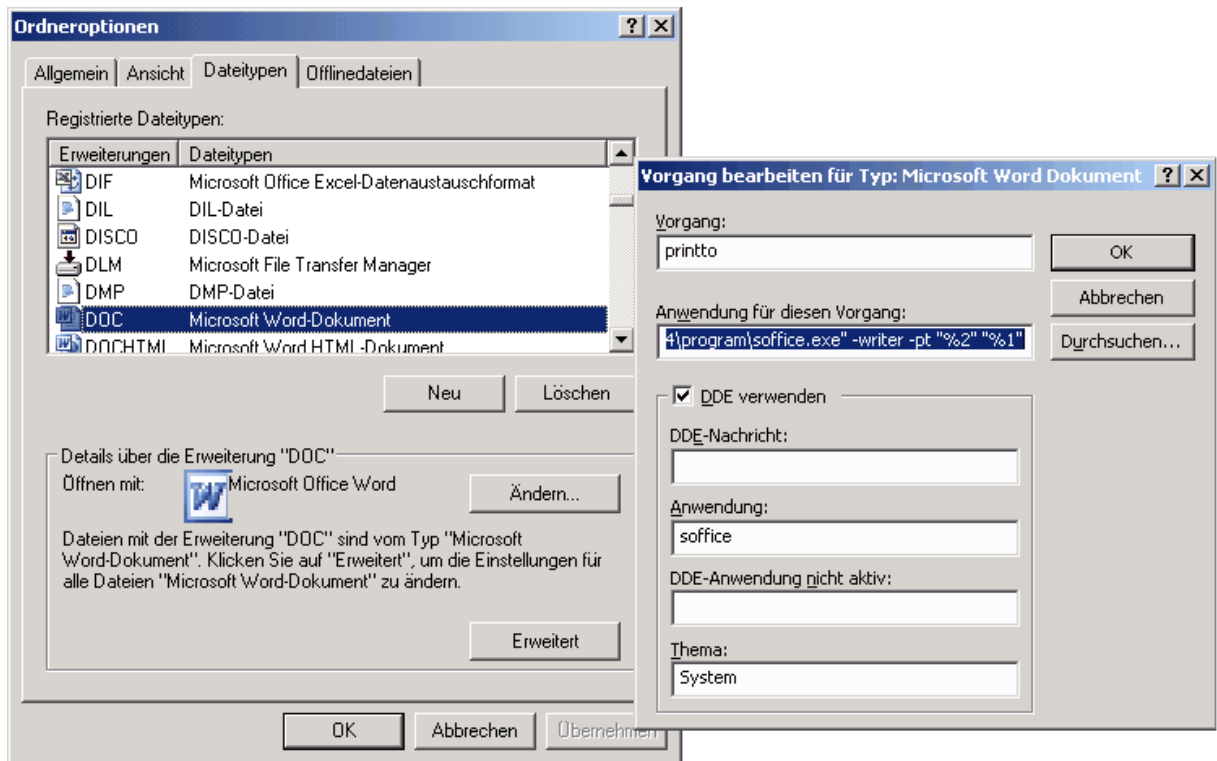 Ordneroptionen
Allgemein Ansicht Dateitypen Offlinedateien
Registrierte Dateitypen:
Erweiterungen Dateitypen
DIF Microsoft Office Excel-Datenaustauschformat
DIL DIL-Datei
DISCO DISCO-Datei
DLM Microsoft File Transfer Manager
DMP DMP-Datei
DOC Microsoft Word-Dokument
DOCHTML Microsoft Word HTML-Dokument
Neu Löschen
Details über die Erweiterung "DOC"
Öffnen mit: Microsoft Office Word
Ändern...
Dateien mit der Erweiterung "DOC" sind vom Typ "Microsoft
Word-Dokument". Klicken Sie auf "Erweitert", um die Einstellungen für
alle Dateien "Microsoft Word-Dokument" zu ändern.
Erweitert
OK Abbrechen Übernehmen
Vorgang bearbeiten für Typ: Microsoft Word Dokument
Vorgang:
printto
OK
Abbrechen
Anwendung für diesen Vorgang:
4\program\soffice.exe" -writer -pt "%2" "%1"
Durchsuchen...
DDE verwenden
DDE-Nachricht:
Anwendung:
soffice
DDE-Anwendung nicht aktiv:
Thema:
System